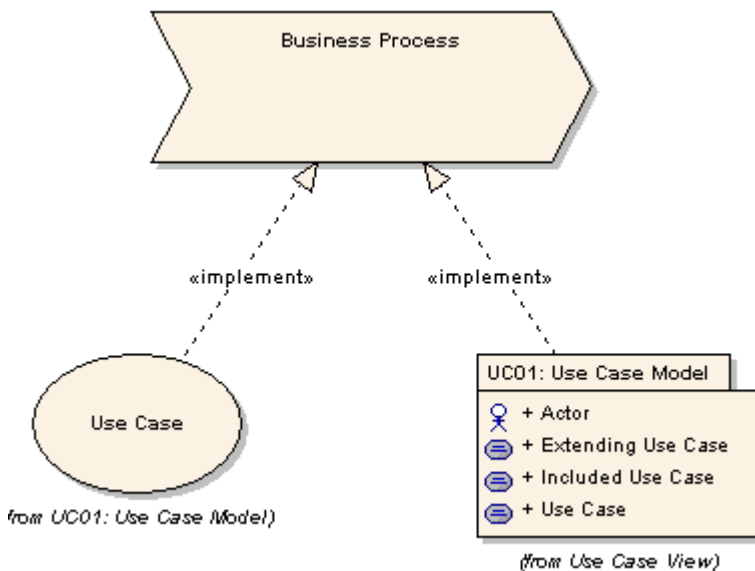 Business Process
«implement»
«implement»
Use Case
from UC01: Use Case Model)
UC01: Use Case Model
+ Actor
+ Extending Use Case
+ Included Use Case
+ Use Case
(from Use Case View)